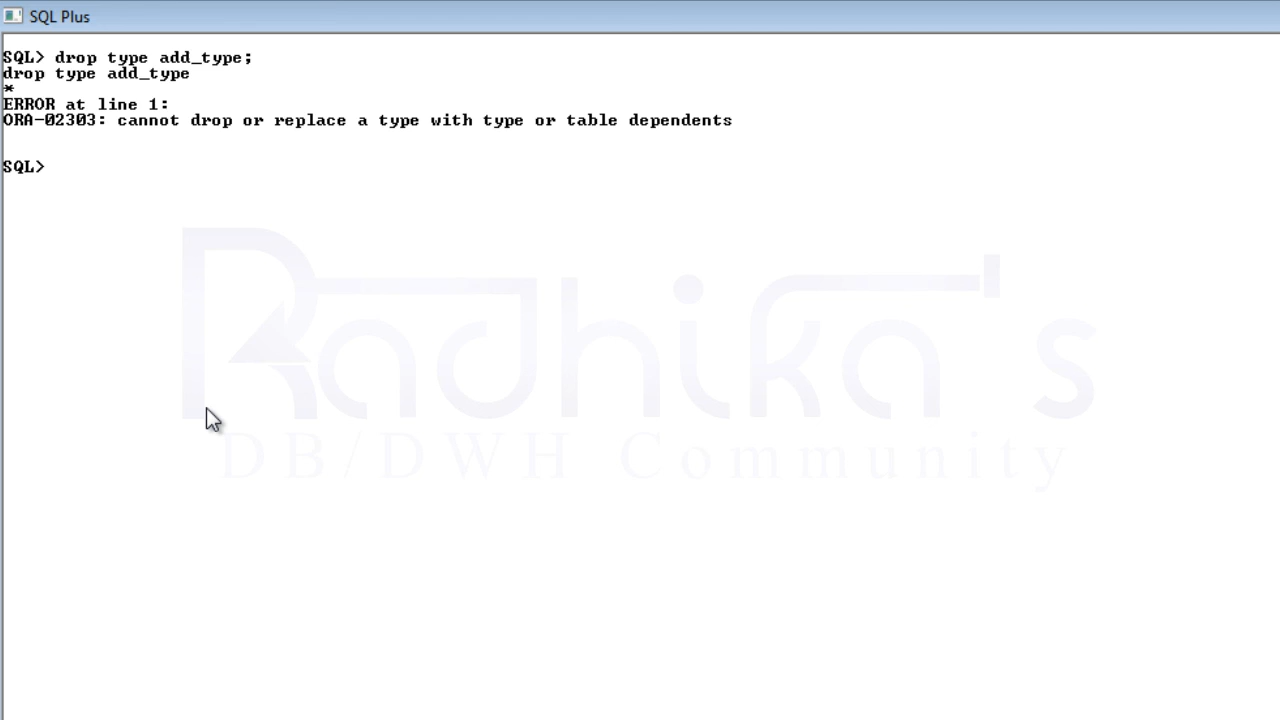 SQL Plus
SQL> drop type add_type;
drop type add_type
*
ERROR at line 1:
ORA-02303: cannot drop or replace a type with type or table dependents
SQL>
Radhika's
DB/DWH Community